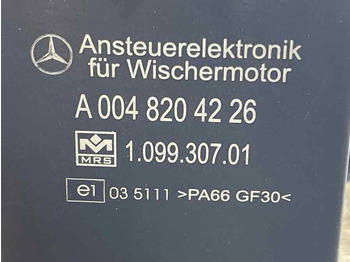 Ansteuerelektronik
für Wischermotor
A 004 820 42 26
MRS 1.099.307.01
e1 03 5111 >PA66 GF30<